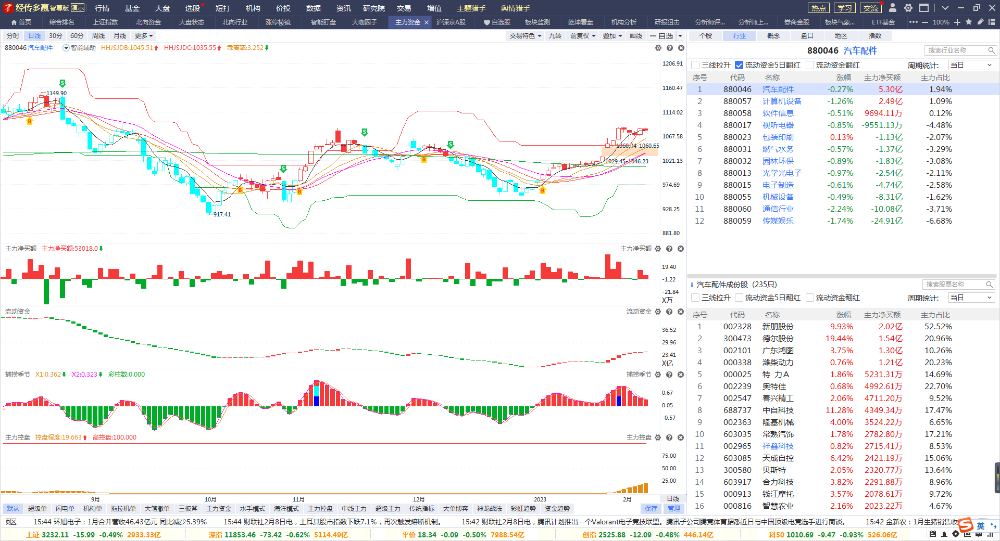 经传多赢 智尊版 演示 行情 基金 大盘 选股 短打 机构 价投 数据 资讯 研究院 交易 增值 主题猎手 舆情猎手 热点 学习 交流
首页 综合排名 上证指数 北向资金 大盘状态 北向行业 涨停棱镜 智能盯盘 大咖圈子 主力资金 沪深京A股 自选股 板块监测 乾坤看盘 机构分析 研报狙击 分析师评... 分析师上... 券商金股 板块气象... ETF基金 100%
分时 日线 30分 60分 周线 月线 更多 交易特色 九转 前复权 叠加 画线 自选
880046 汽车配件 智能辅助 HHJSJDB:1045.51 HHJSJDC:1035.55 乖离率:3.252
1206.91
1160.47
1114.02
1067.58
1021.13
974.69
928.25
881.80
1149.90
917.41
1060.04-1060.65
1029.45-1046.23
S
S
S
S
B
B
B
B
B
主力净买额 主力净买额:53018.0 主力净买额
19.40
-1.22
-21.84
X万
流动资金 流动资金
36.52
29.96
23.41
X亿
捕捞季节 X1:0.362 X2:0.323 彩柱数:0.000 捕捞季节
0.67
0.05
-0.57
主力控盘 控盘程度:19.663 高控盘:100.000 主力控盘
75.00
50.00
25.00
9月 10月 11月 12月 2023 2月 日线
默认 超级单 闪电单 机构单 拖拉机单 大笔撤单 三板斧 主力资金 水手模式 海洋模式 主力控盘 中线主力 超级主力 传统指标 大单博弈 神龙战法 彩虹趋势 资金趋势 保存 管理
个股 行业 概念 盘口 地区 指数
880046 汽车配件 搜索行业名称
三线拉升 流动资金5日翻红 流动资金翻红 周期统计: 当日
序号 代码 名称 涨幅 主力净买额 主力占比
1 880046 汽车配件 -0.27% 5.30亿 1.94%
2 880057 计算机设备 -1.26% 2.49亿 1.09%
3 880058 软件信息 -0.51% 9694.11万 0.12%
4 880017 视听电器 -0.85% -9551.13万 -4.48%
5 880023 包装印刷 0.13% -1.13亿 -2.07%
6 880031 燃气水务 -0.57% -1.37亿 -3.29%
7 880032 园林环保 -0.89% -1.83亿 -3.08%
8 880013 光学光电子 -0.97% -2.54亿 -2.11%
9 880015 电子制造 -0.61% -4.74亿 -2.58%
10 880055 机械设备 -0.49% -8.31亿 -1.62%
11 880060 通信行业 -2.24% -10.08亿 -3.71%
12 880059 传媒娱乐 -1.74% -24.91亿 -6.68%
汽车配件成份股 (235只) 搜索股票名称
三线拉升 流动资金5日翻红 流动资金翻红 周期统计: 当日
序号 代码 名称 涨幅 主力净买额 主力占比
1 002328 新朋股份 9.93% 2.02亿 52.52%
2 300473 德尔股份 19.44% 1.54亿 20.96%
3 002101 广东鸿图 3.75% 1.30亿 10.26%
4 000338 潍柴动力 0.76% 1.21亿 20.23%
5 000025 特 力A 1.86% 5231.31万 14.69%
6 002239 奥特佳 0.68% 4992.61万 22.70%
7 002547 春兴精工 2.06% 4711.20万 9.52%
8 688737 中自科技 11.28% 4349.34万 17.47%
9 002363 隆基机械 4.00% 3524.22万 6.65%
10 603035 常熟汽饰 1.78% 2782.80万 17.21%
11 002965 祥鑫科技 0.82% 2715.41万 8.53%
12 603085 天成自控 6.42% 2421.19万 15.06%
13 300580 贝斯特 2.05% 2320.77万 13.64%
14 603917 合力科技 3.82% 2291.88万 8.96%
15 000913 钱江摩托 3.57% 2078.61万 9.72%
16 000816 智慧农业 2.16% 2023.22万 4.67%
贡区 15:44 环旭电子：1月合并营收46.43亿元 同比减少5.39% 15:44 财联社2月8日电，土耳其股市指数下跌7.1%，再次触发熔断机制。 15:42 财联社2月8日电，腾讯计划推出一个Valorant电子竞技联盟。腾讯子公司腾竞体育据悉近日与中国顶级电竞选手进行商谈。 15:42 金新农：1月生猪销售收
上证 3232.11 -15.99 -0.49% 2933.33亿 深指 11853.46 -73.42 -0.62% 5114.49亿 平价 18.34 -0.09 -0.50% 7988.54亿 创指 2525.88 -12.09 -0.48% 446.14亿 科50 1010.69 -9.47 -0.93% 526.06亿
S 英